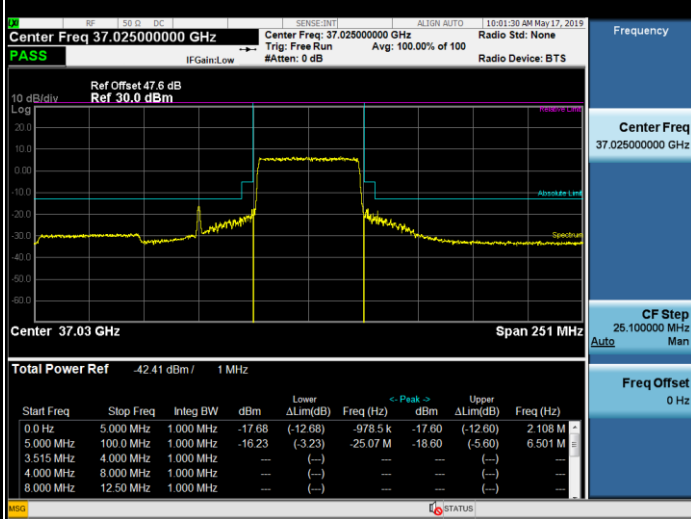 RF 50 Ω DC SENSE:INT ALIGN AUTO 10:01:30 AM May 17, 2019
Center Freq 37.025000000 GHz
Center Freq: 37.025000000 GHz
Radio Std: None
Trig: Free Run Avg: 100.00% of 100
PASS
IFGain:Low
#Atten: 0 dB
Radio Device: BTS
Ref Offset 47.6 dB
10 dB/div Ref 30.0 dBm
Log
Relative Limit
20.0
10.0
0.00
-10.0
Absolute Limit
-20.0
-30.0
Spectrum
-40.0
-50.0
-60.0
Center 37.03 GHz Span 251 MHz
Total Power Ref -42.41 dBm / 1 MHz
Lower <- Peak -> Upper
Start Freq Stop Freq Integ BW dBm ΔLim(dB) Freq (Hz) dBm ΔLim(dB) Freq (Hz)
0.0 Hz 5.000 MHz 1.000 MHz -17.68 (-12.68) -978.5 k -17.60 (-12.60) 2.108 M
5.000 MHz 100.0 MHz 1.000 MHz -16.23 (-3.23) -25.07 M -18.60 (-5.60) 6.501 M
3.515 MHz 4.000 MHz 1.000 MHz --- (---) --- --- (---) ---
4.000 MHz 8.000 MHz 1.000 MHz --- (---) --- --- (---) ---
8.000 MHz 12.50 MHz 1.000 MHz --- (---) --- --- (---) ---
MSG STATUS
Frequency
Center Freq
37.025000000 GHz
CF Step
25.100000 MHz
Auto Man
Freq Offset
0 Hz